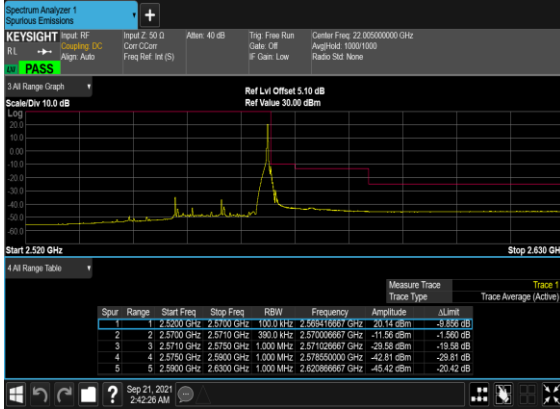 Spectrum Analyzer 1
Spurious Emissions
KEYSIGHT Input: RF Input Z: 50 Ω Atten: 40 dB Trig: Free Run Center Freq: 22.005000000 GHz
RL Coupling: DC Corr CCorr Gate: Off Avg|Hold: 1000/1000
Align: Auto Freq Ref: Int (S) IF Gain: Low Radio Std: None
PASS
3 All Range Graph
Ref Lvl Offset 5.10 dB
Scale/Div 10.0 dB Ref Value 30.00 dBm
Log
20.0
10.0
0.00
-10.0
-20.0
-30.0
-40.0
-50.0
-60.0
Start 2.520 GHz Stop 2.630 GH
4 All Range Table
Measure Trace Trace 1
Trace Type Trace Average (Active)
Spur Range Start Freq Stop Freq RBW Frequency Amplitude ΔLimit
1 1 2.5200 GHz 2.5700 GHz 100.0 kHz 2.569416667 GHz 20.14 dBm -9.856 dB
2 2 2.5700 GHz 2.5710 GHz 390.0 kHz 2.570006667 GHz -11.56 dBm -1.560 dB
3 3 2.5710 GHz 2.5750 GHz 1.000 MHz 2.571026667 GHz -29.58 dBm -19.58 dB
4 4 2.5750 GHz 2.5900 GHz 1.000 MHz 2.578550000 GHz -42.81 dBm -29.81 dB
5 5 2.5900 GHz 2.6300 GHz 1.000 MHz 2.620866667 GHz -45.42 dBm -20.42 dB
Sep 21, 2021
2:42:26 AM